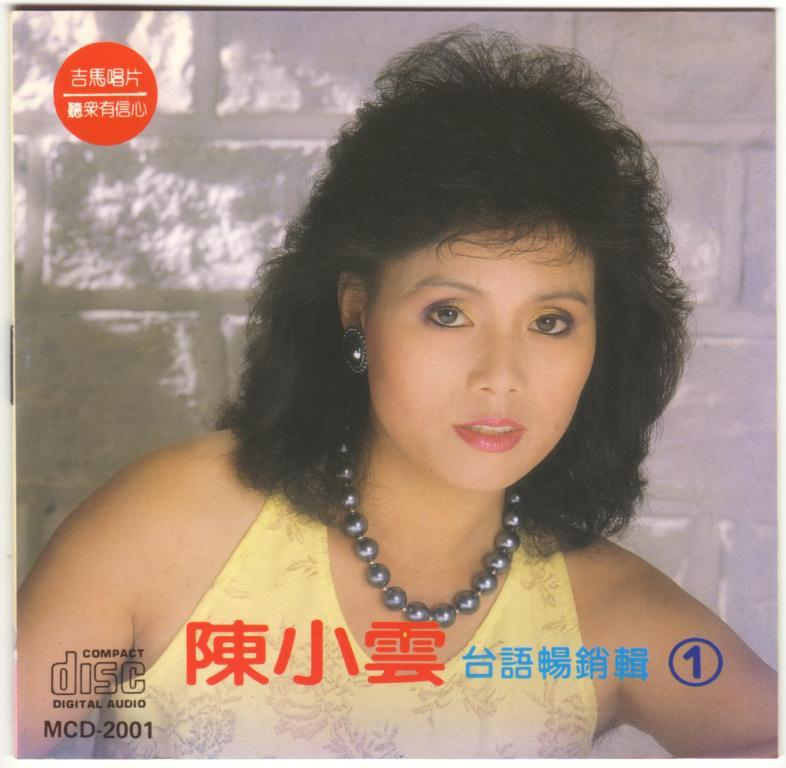 吉馬唱片
聽衆有信心
陳小雲 台語暢銷輯 ①
COMPACT
disc
DIGITAL AUDIO
MCD-2001